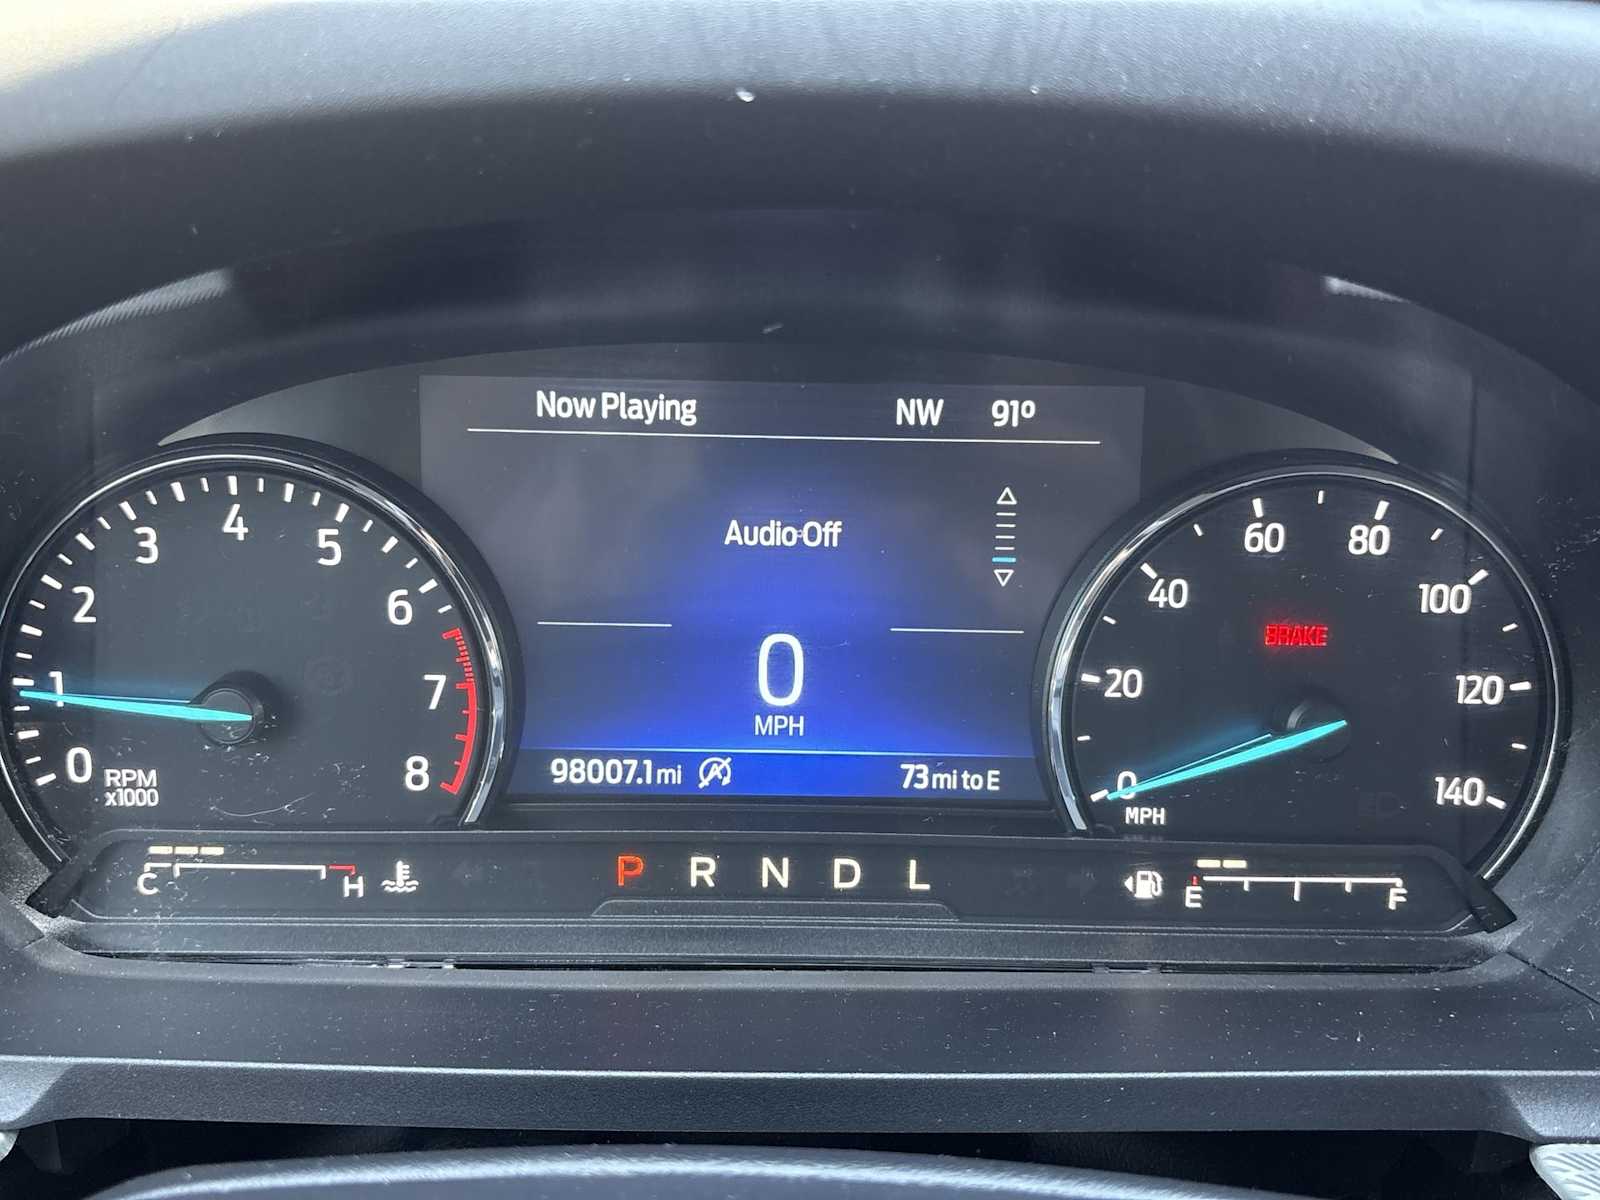 Now Playing NW 91º
Audio Off
0
MPH
98007.1 mi 73 mi to E
0 1 2 3 4 5 6 7 8
RPM
x1000
0 20 40 60 80 100 120 140
MPH
BRAKE
C H
P R N D L
E F